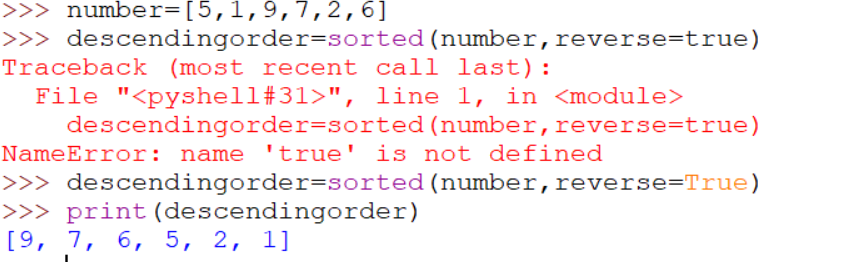 >>> number=[5,1,9,7,2,6]
>>> descendingorder=sorted(number,reverse=true)
Traceback (most recent call last):
  File "<pyshell#31>", line 1, in <module>
    descendingorder=sorted(number,reverse=true)
NameError: name 'true' is not defined
>>> descendingorder=sorted(number,reverse=True)
>>> print(descendingorder)
[9, 7, 6, 5, 2, 1]